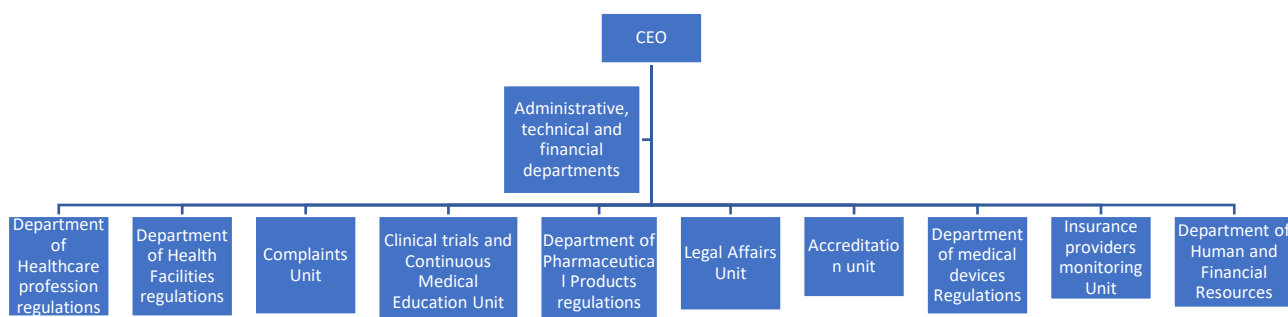 CEO
Administrative,
technical and
financial
departments
Department
of
Healthcare
profession
regulations
Department
of Health
Facilities
regulations
Complaints
Unit
Clinical trials and
Continuous
Medical
Education Unit
Department of
Pharmaceutica
l Products
regulations
Legal Affairs
Unit
Accreditatio
n unit
Department
of medical
devices
Regulations
Insurance
providers
monitoring
Unit
Department of
Human and
Financial
Resources